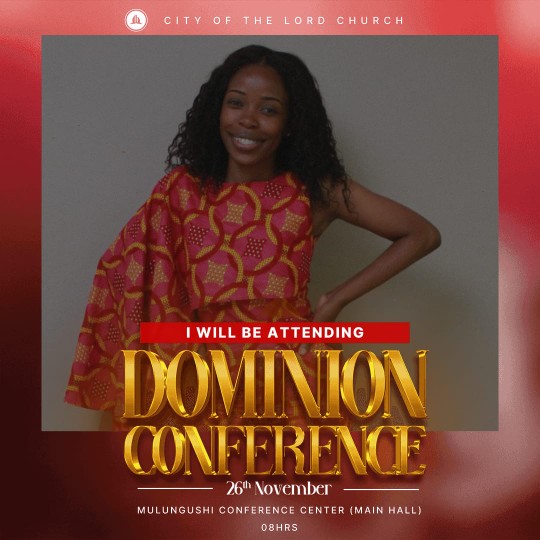 CITY OF THE LORD CHURCH
I WILL BE ATTENDING
DOMINION
CONFERENCE
26th November
MULUNGUSHI CONFERENCE CENTER (MAIN HALL)
08HRS